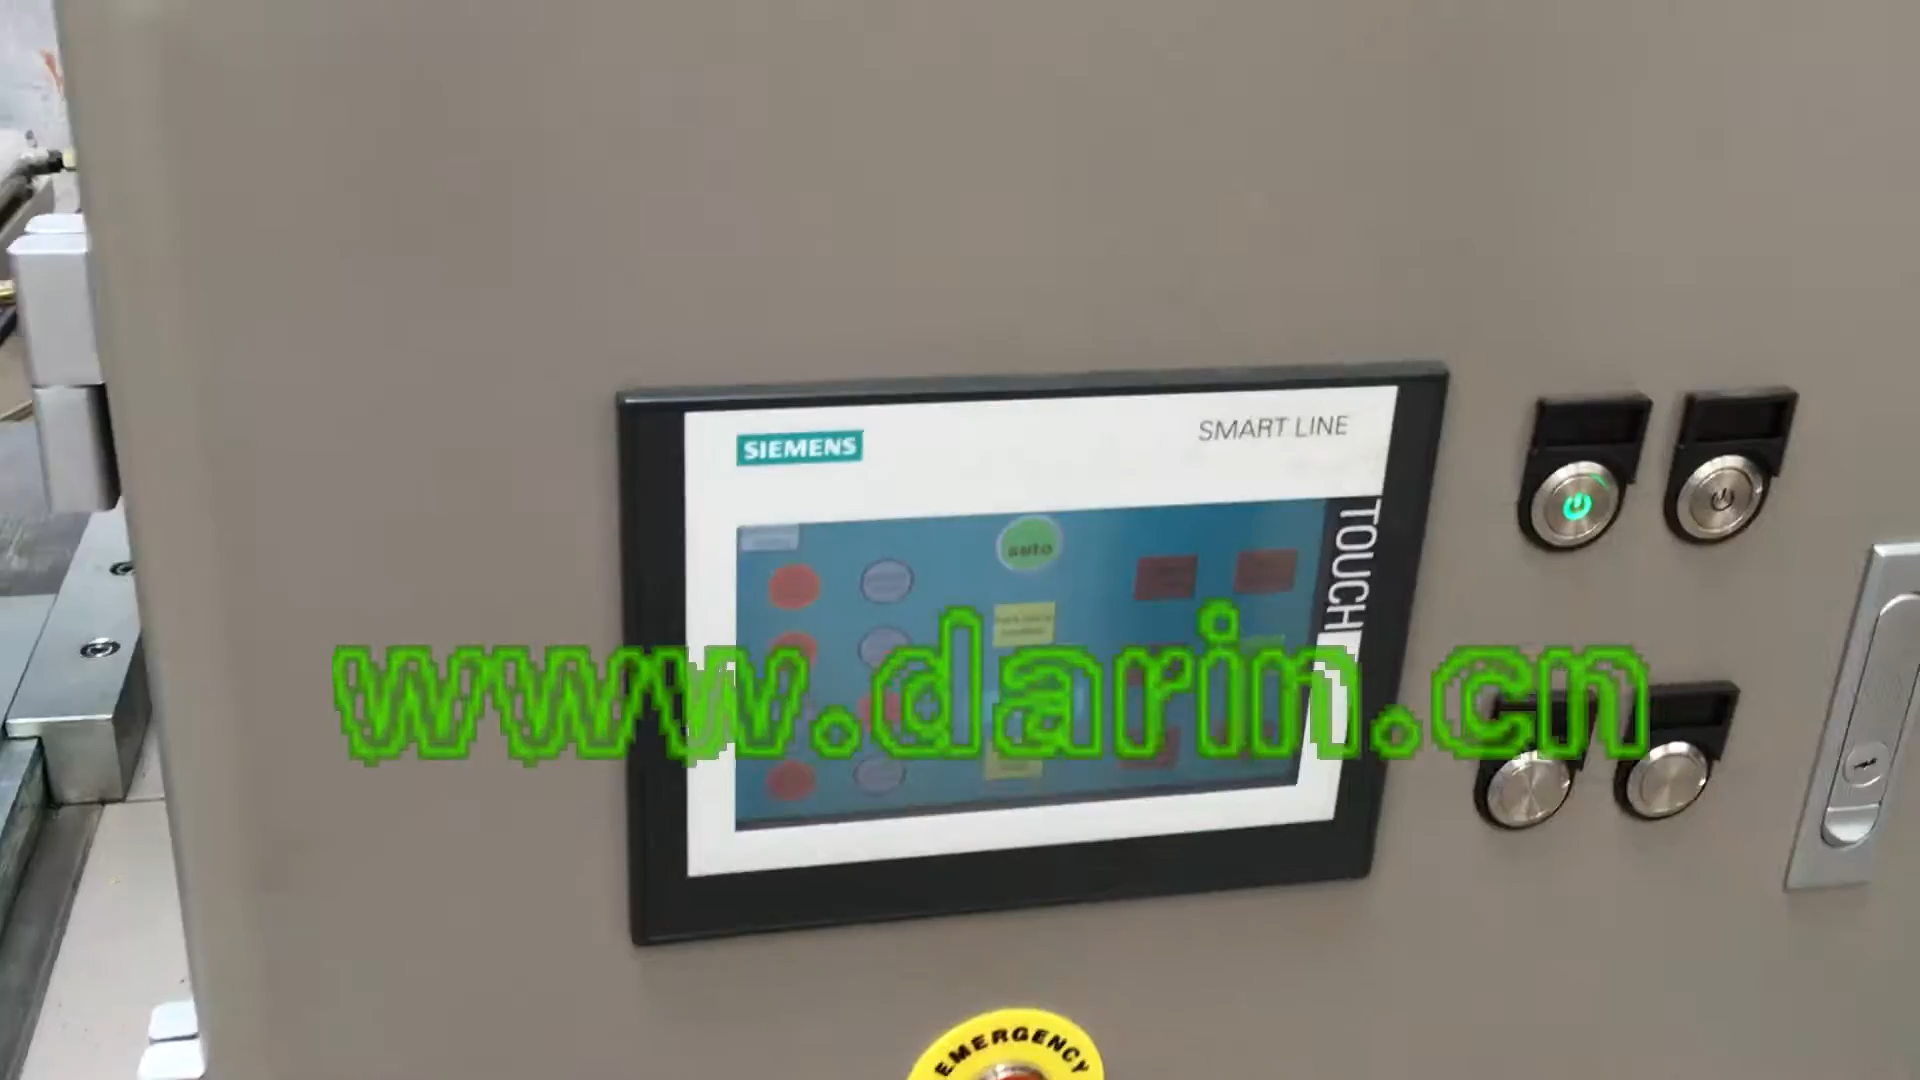 SIEMENS
SMART LINE
TOUCH
auto
www.darin.cn
EMERGENCY